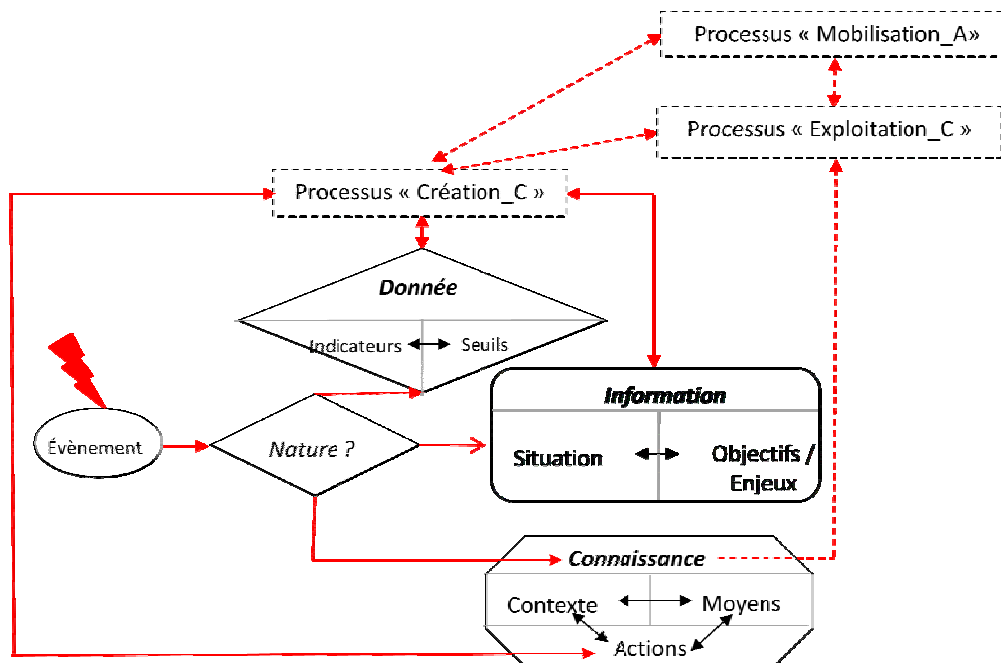 Processus « Mobilisation_A»
Processus « Exploitation_C »
Processus « Création_C »
Donnée
Indicateurs Seuils
Évènement
Nature ?
Information
Situation
Objectifs /
Enjeux
Connaissance
Contexte Moyens
Actions